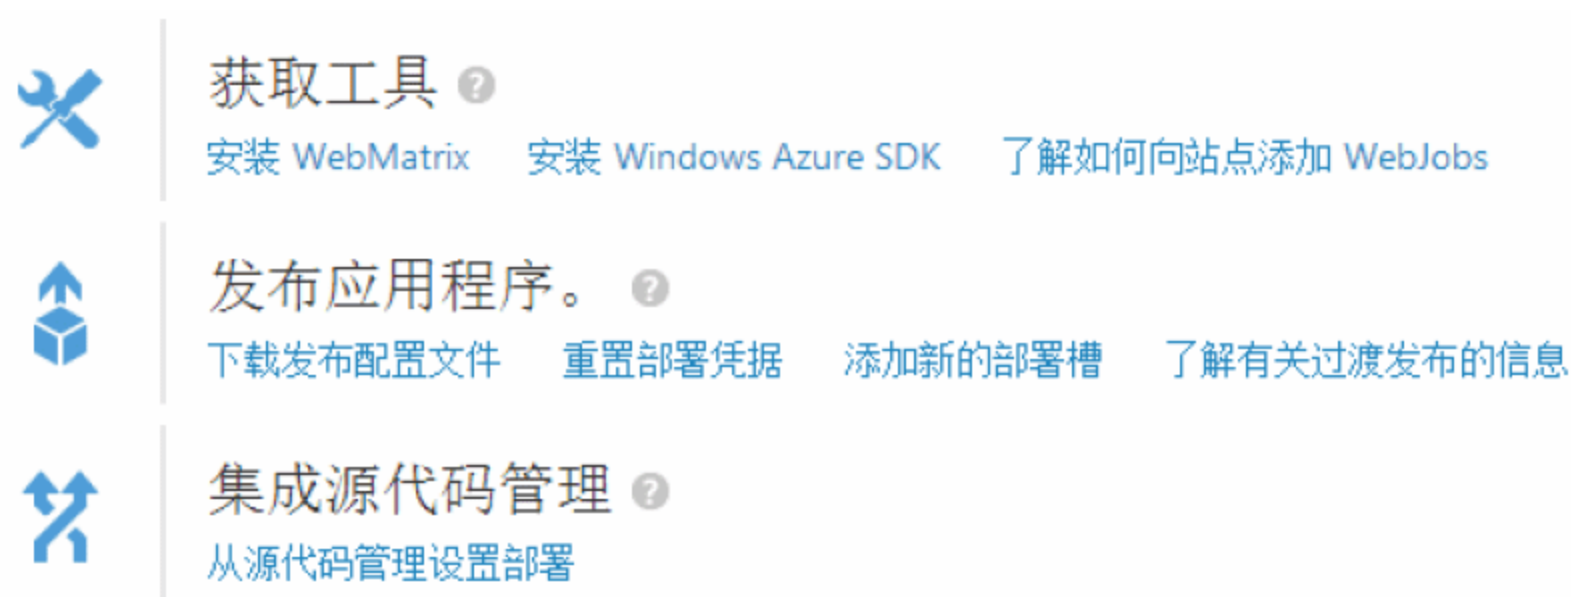 获取工具 ?
安装 WebMatrix 安装 Windows Azure SDK 了解如何向站点添加 WebJobs
发布应用程序。 ?
下载发布配置文件 重置部署凭据 添加新的部署槽 了解有关过渡发布的信息
集成源代码管理 ?
从源代码管理设置部署